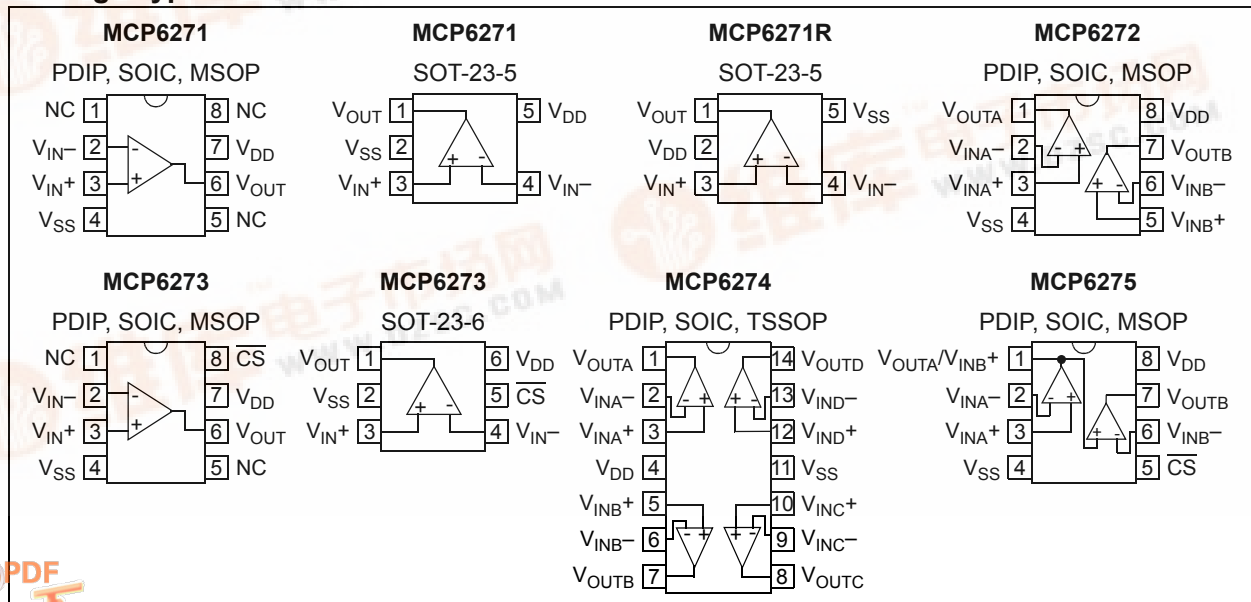 MCP6271
PDIP, SOIC, MSOP
NC 1 8 NC
VIN– 2 - 7 VDD
VIN+ 3 + 6 VOUT
VSS 4 5 NC
MCP6271
SOT-23-5
VOUT 1 5 VDD
VSS 2
VIN+ 3 + - 4 VIN–
MCP6271R
SOT-23-5
VOUT 1 5 VSS
VDD 2
VIN+ 3 + - 4 VIN–
MCP6272
PDIP, SOIC, MSOP
VOUTA 1 8 VDD
VINA– 2 - + 7 VOUTB
VINA+ 3 + - 6 VINB–
VSS 4 5 VINB+
MCP6273
PDIP, SOIC, MSOP
NC 1 8 CS
VIN– 2 - 7 VDD
VIN+ 3 + 6 VOUT
VSS 4 5 NC
MCP6273
SOT-23-6
VOUT 1 6 VDD
VSS 2 5 CS
VIN+ 3 + - 4 VIN–
MCP6274
PDIP, SOIC, TSSOP
VOUTA 1 14 VOUTD
VINA– 2 - + + - 13 VIND–
VINA+ 3 12 VIND+
VDD 4 11 VSS
VINB+ 5 10 VINC+
VINB– 6 - + + - 9 VINC–
VOUTB 7 8 VOUTC
MCP6275
PDIP, SOIC, MSOP
VOUTA/VINB+ 1 8 VDD
VINA– 2 - + 7 VOUTB
VINA+ 3 + - 6 VINB–
VSS 4 5 CS
维库电子市场网
PDF